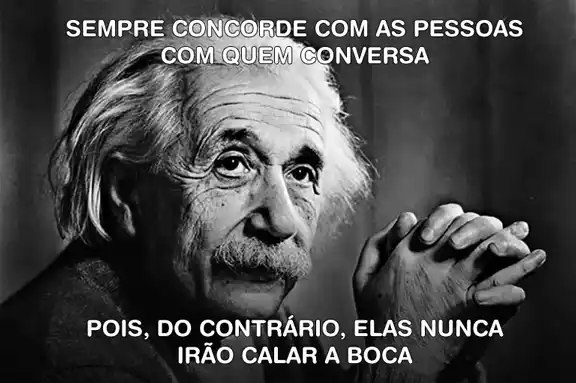 SEMPRE CONCORDE COM AS PESSOAS
COM QUEM CONVERSA
POIS, DO CONTRÁRIO, ELAS NUNCA
IRÃO CALAR A BOCA